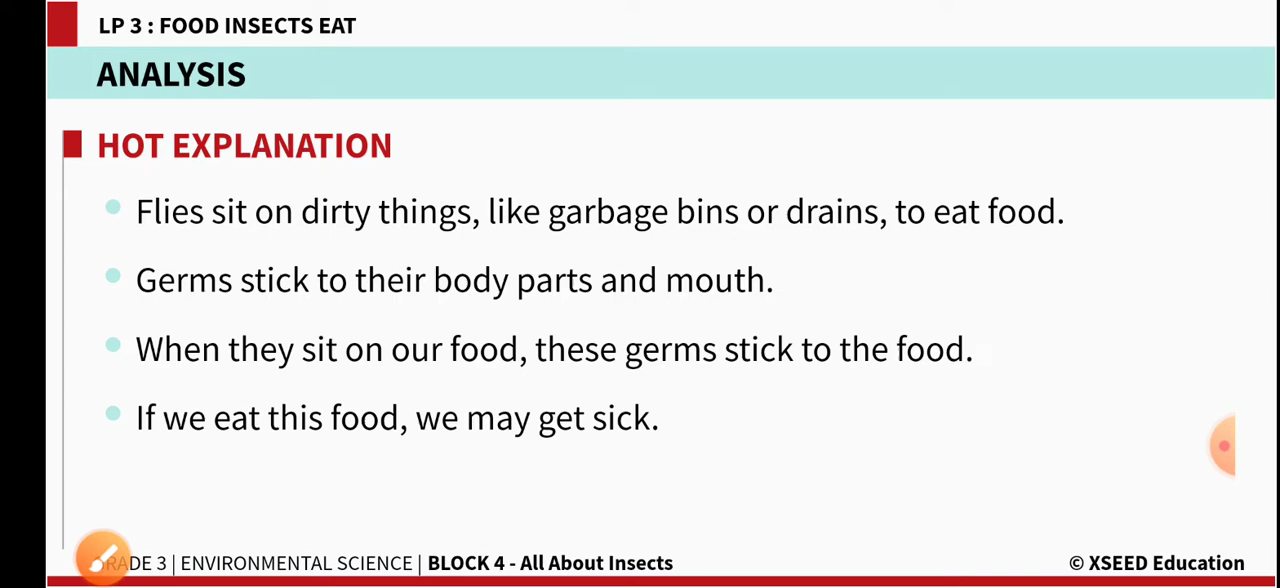 LP 3 : FOOD INSECTS EAT
ANALYSIS
HOT EXPLANATION
Flies sit on dirty things, like garbage bins or drains, to eat food.
Germs stick to their body parts and mouth.
When they sit on our food, these germs stick to the food.
If we eat this food, we may get sick.
GRADE 3 | ENVIRONMENTAL SCIENCE | BLOCK 4 - All About Insects
© XSEED Education